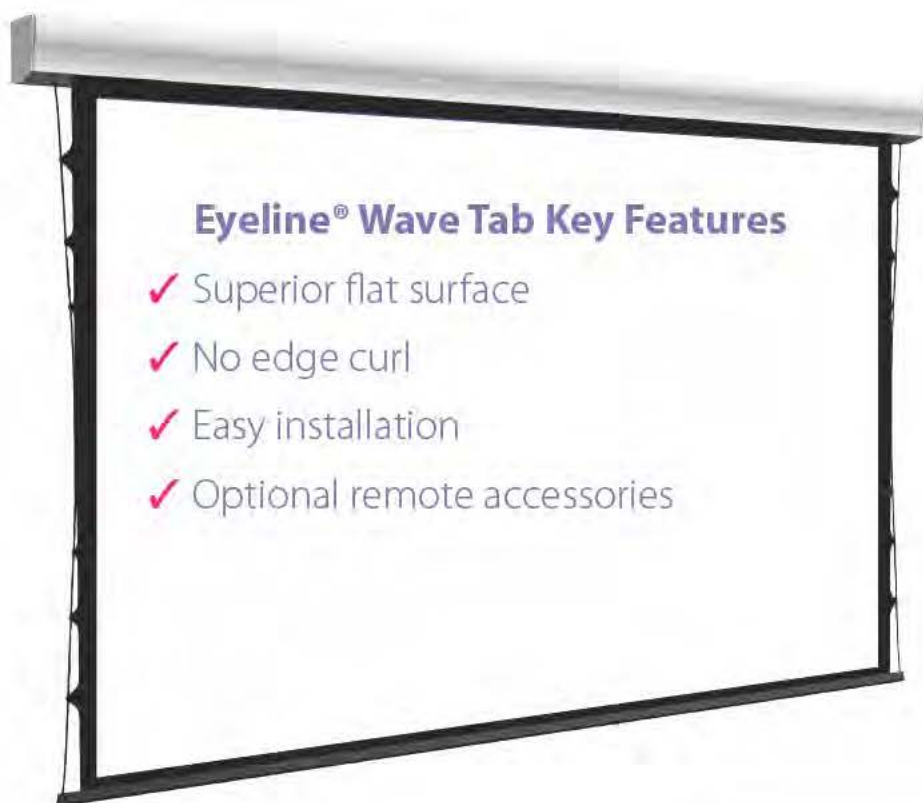 Eyeline® Wave Tab Key Features
✓ Superior flat surface
✓ No edge curl
✓ Easy installation
✓ Optional remote accessories